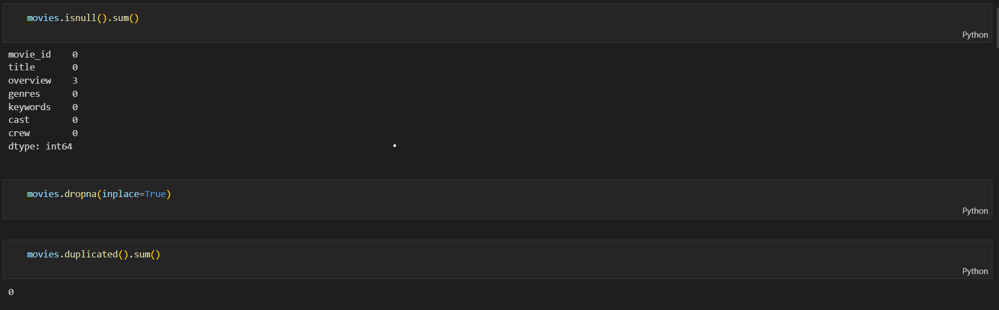 movies.isnull().sum()
Python
movie_id    0
title       0
overview    3
genres      0
keywords    0
cast        0
crew        0
dtype: int64
movies.dropna(inplace=True)
Python
movies.duplicated().sum()
Python
0